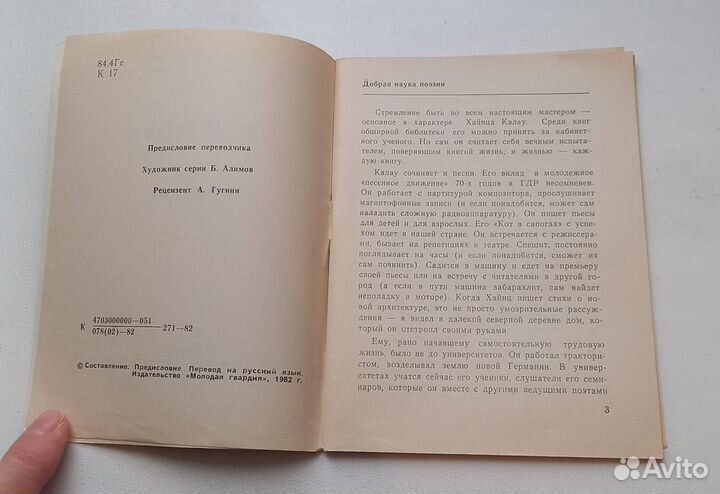 84.4Ге
К 17
Предисловие переводчика
Художник серии Б. Алимов
Рецензент А. Гугнин
К 4703000000—051
078(02)—82 271—82
© Составление. Предисловие Перевод на русский язык.
Издательство «Молодая гвардия», 1982 г.
Добрая наука поэзии
Стремление быть во всем настоящим мастером —
основное в характере Хайнца Калау. Среди книг
обширной библитеки его можно принять за кабинет-
ного ученого. Но сам он считает себя вечным испыта-
телем, поверяющим книгой жизнь, и жизнью — каж-
дую книгу.
Калау сочиняет и песни. Его вклад в молодежное
«песенное движение» 70-х годов в ГДР несомненен.
Он работает с партитурой композитора, прослушивает
магнитофонные записи (и если понадобится, может сам
наладить сложную радиоаппаратуру). Он пишет пьесы
для детей и для взрослых. Его «Кот в сапогах» с успе-
хом идет в нашей стране. Он встречается с режиссера-
ми, бывает на репетициях в театре. Спешит, постоянно
поглядывает на часы (и если понадобится, сможет их
сам починить). Садится в машину и едет на премьеру
своей пьесы или на встречу с читателями в другой го-
род (а если в пути машина забарахлит, сам найдет
неполадку в моторе). Когда Хайнц пишет стихи о но-
вой архитектуре, это не просто умозрительные рассуж-
дения — я видел в далекой северной деревне дом, ко-
торый он отстроил своими руками.
Ему, рано начавшему самостоятельную трудовую
жизнь, было не до университетов. Он работал трактори-
стом, возделывал землю новой Германии. В универ-
ситетах учатся сейчас его ученики, слушатели его семи-
наров, которые он вместе с другими ведущими поэтами
3
Avito